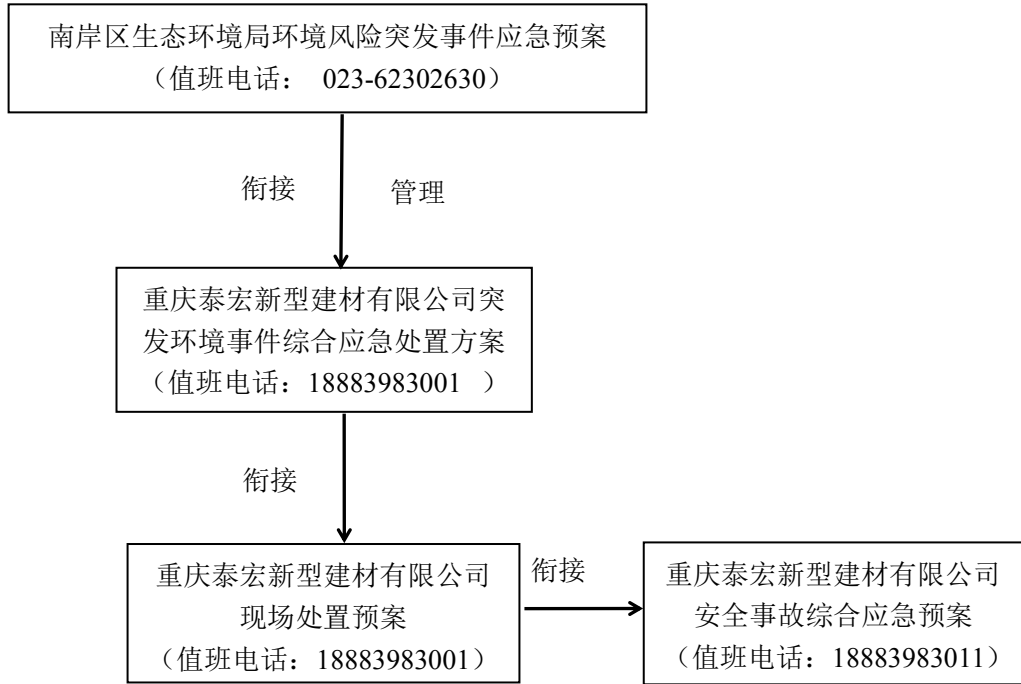 南岸区生态环境局环境风险突发事件应急预案
（值班电话： 023-62302630）
衔接
管理
重庆泰宏新型建材有限公司突
发环境事件综合应急处置方案
（值班电话：18883983001 ）
衔接
重庆泰宏新型建材有限公司
现场处置预案
（值班电话：18883983001）
衔接
重庆泰宏新型建材有限公司
安全事故综合应急预案
（值班电话：18883983011）